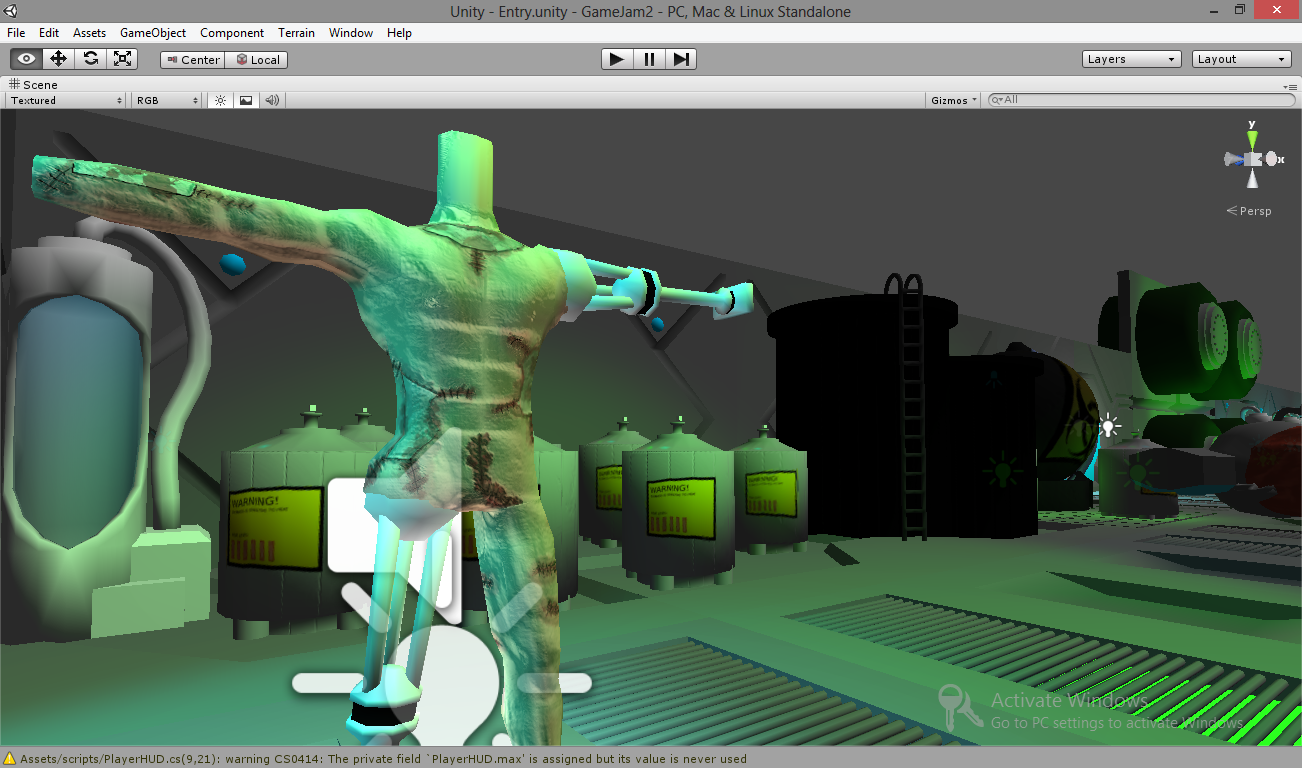 Unity - Entry.unity - GameJam2 - PC, Mac & Linux Standalone
File Edit Assets GameObject Component Terrain Window Help
Center Local Layers Layout
Scene
Textured RGB Gizmos All
y
x
Persp
WARNING!
WARNING!
Activate Windows
Go to PC settings to activate Windows.
Assets/scripts/PlayerHUD.cs(9,21): warning CS0414: The private field `PlayerHUD.max' is assigned but its value is never used